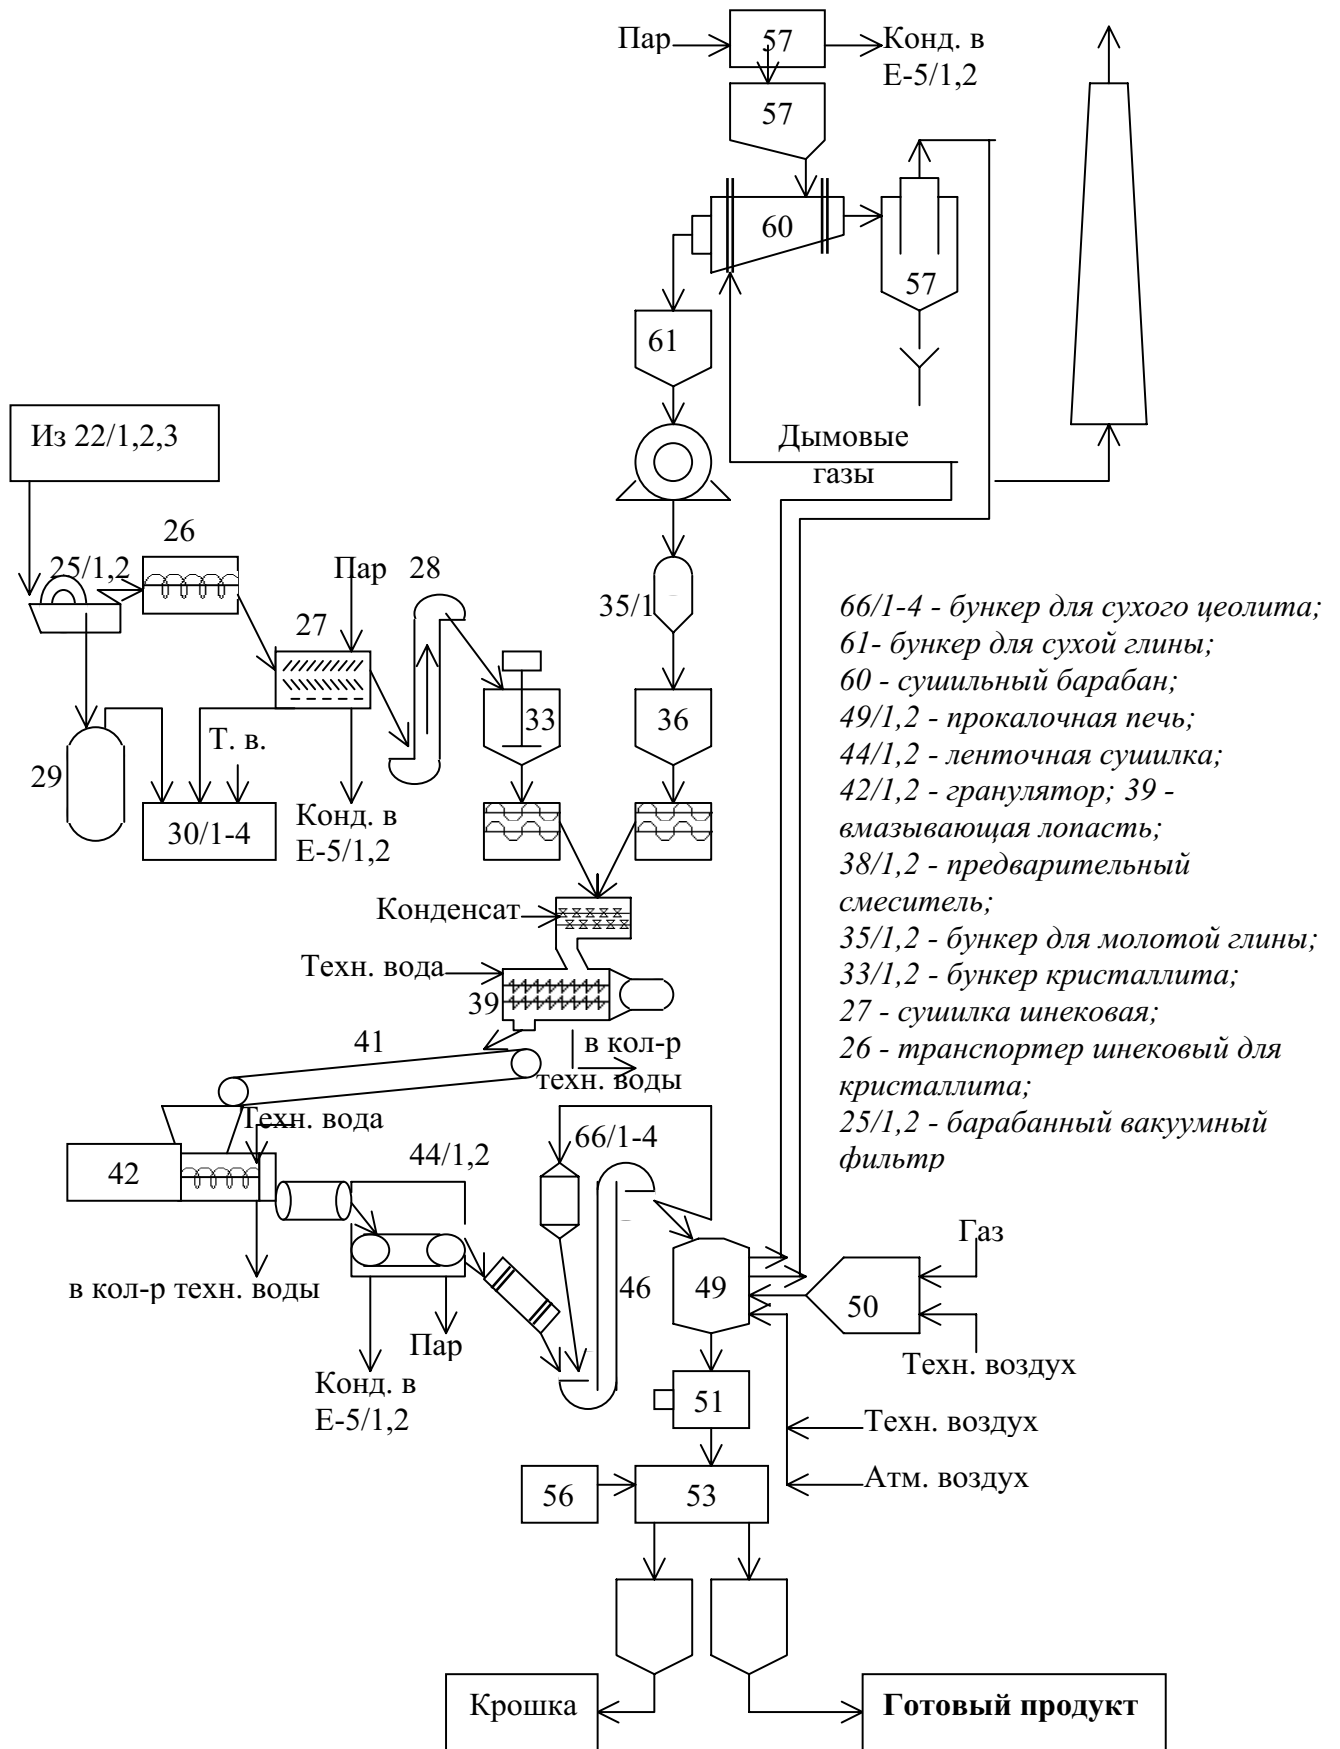 Пар
57
Конд. в
Е-5/1,2
57
60
57
61
Из 22/1,2,3
Дымовые
газы
26
25/1,2
Пар
28
35/1
27
33
36
Т. в.
29
30/1-4
Конд. в
Е-5/1,2
66/1-4 - бункер для сухого цеолита;
61- бункер для сухой глины;
60 - сушильный барабан;
49/1,2 - прокалочная печь;
44/1,2 - ленточная сушилка;
42/1,2 - гранулятор; 39 -
вмазывающая лопасть;
38/1,2 - предварительный
смеситель;
35/1,2 - бункер для молотой глины;
33/1,2 - бункер кристаллита;
27 - сушилка шнековая;
26 - транспортер шнековый для
кристаллита;
25/1,2 - барабанный вакуумный
фильтр
Конденсат
Техн. вода
39
41
в кол-р
техн. воды
Техн. вода
42
44/1,2
66/1-4
в кол-р техн. воды
Пар
Конд. в
Е-5/1,2
46
49
50
Газ
Техн. воздух
51
Техн. воздух
Атм. воздух
56
53
Крошка
Готовый продукт